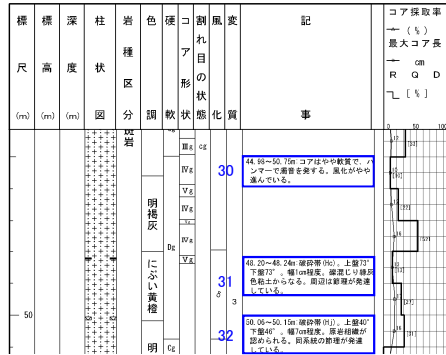 標尺(m)
標高(m)
深度(m)
柱状図
岩種区分
色調
硬軟
コア形状
割れ目の状態
風化
変質
記事
コア採取率
(%)
最大コア長
cm
RQD
[%]
0 50 100
斑岩
Ⅲg
cg
Ⅳg
Ⅴg
Ⅳg
Ⅳg
Ⅴg
明褐灰
Dg
にぶい黄橙
明
Cg
50
30
44.98~50.75m:コアはやや軟質で、ハ
ンマーで濁音を発する。風化がやや
進んでいる。
31
δ
3
48.20~48.24m:破砕帯(Hc)。上盤73°
下盤73°、幅1cm程度。礫混じり緑灰
色粘土からなる。周辺は節理が発達
している。
32
50.06~50.15m:破砕帯(Hj)。上盤40°
下盤46°、幅7cm程度。原岩組織が
認められる。同系統の節理が発達
している。